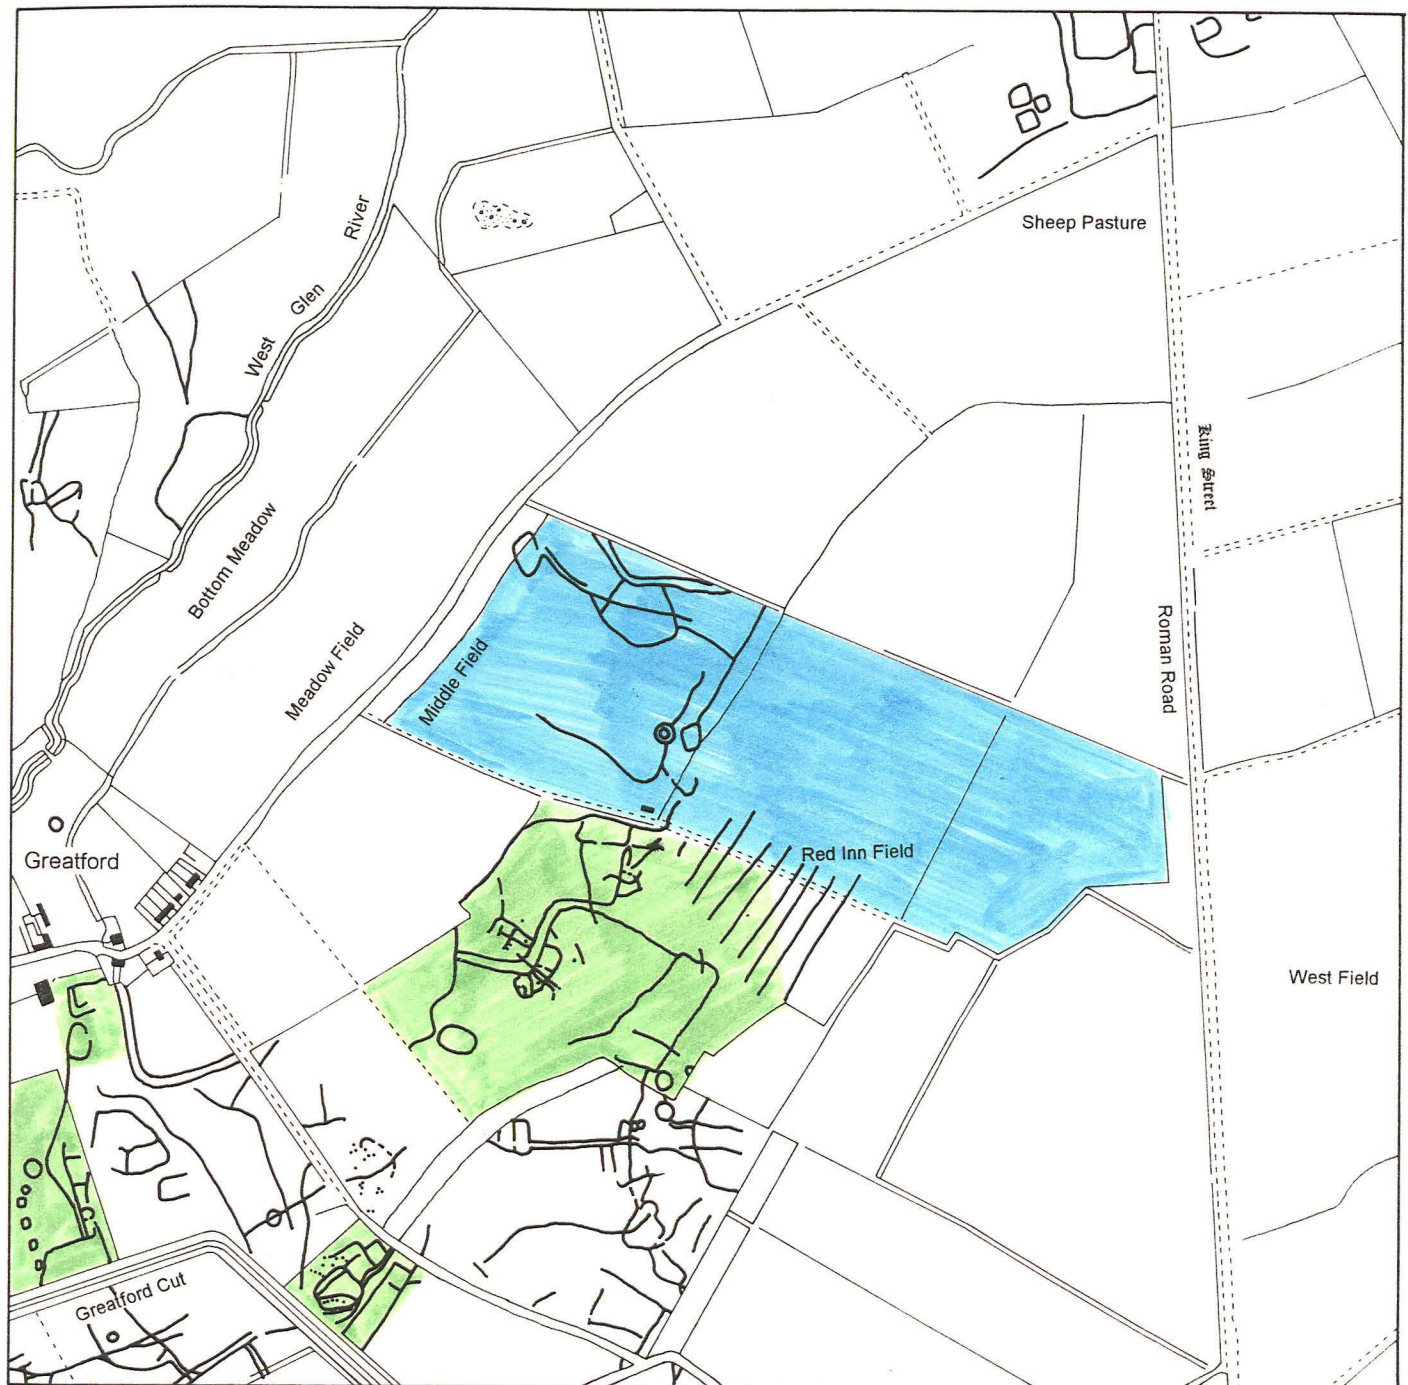 Sheep Pasture
West Glen River
King Street
Bottom Meadow
Roman Road
Meadow Field
Middle Field
Greatford
Red Inn Field
West Field
Greatford Cut